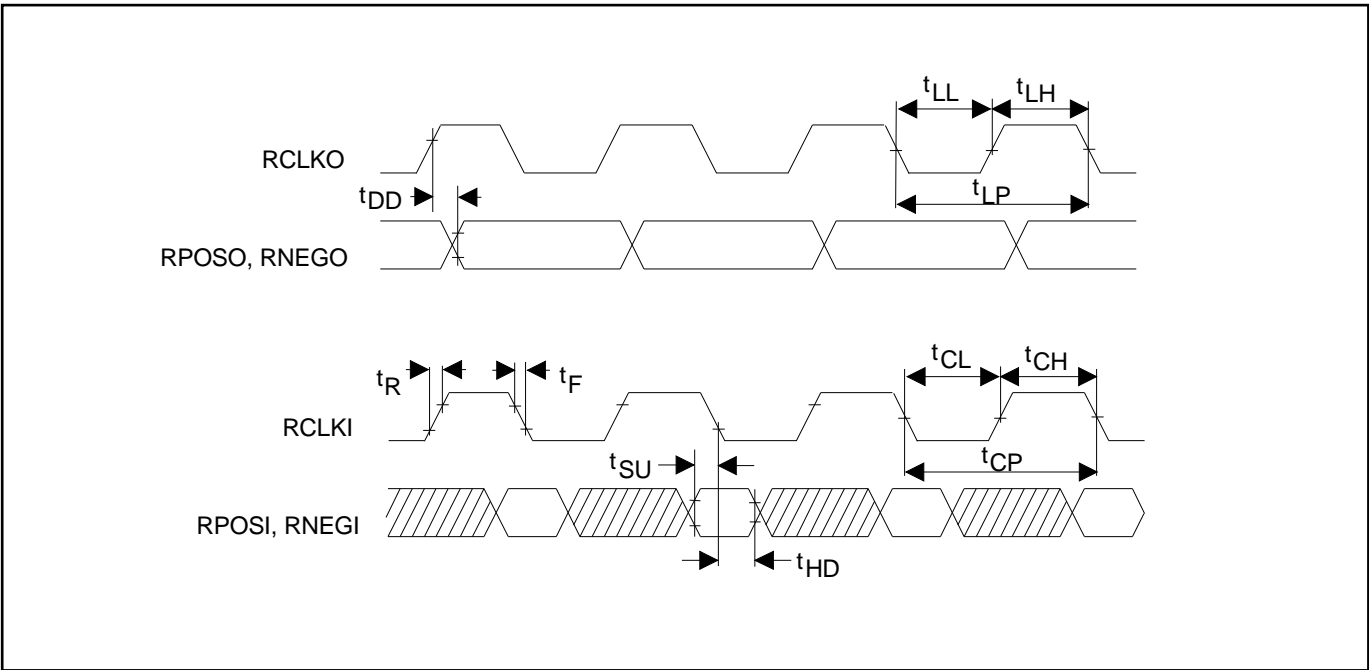 tLL
tLH
RCLKO
tDD
tLP
RPOSO, RNEGO
tR
tF
tCL
tCH
RCLKI
tSU
tCP
RPOSI, RNEGI
tHD